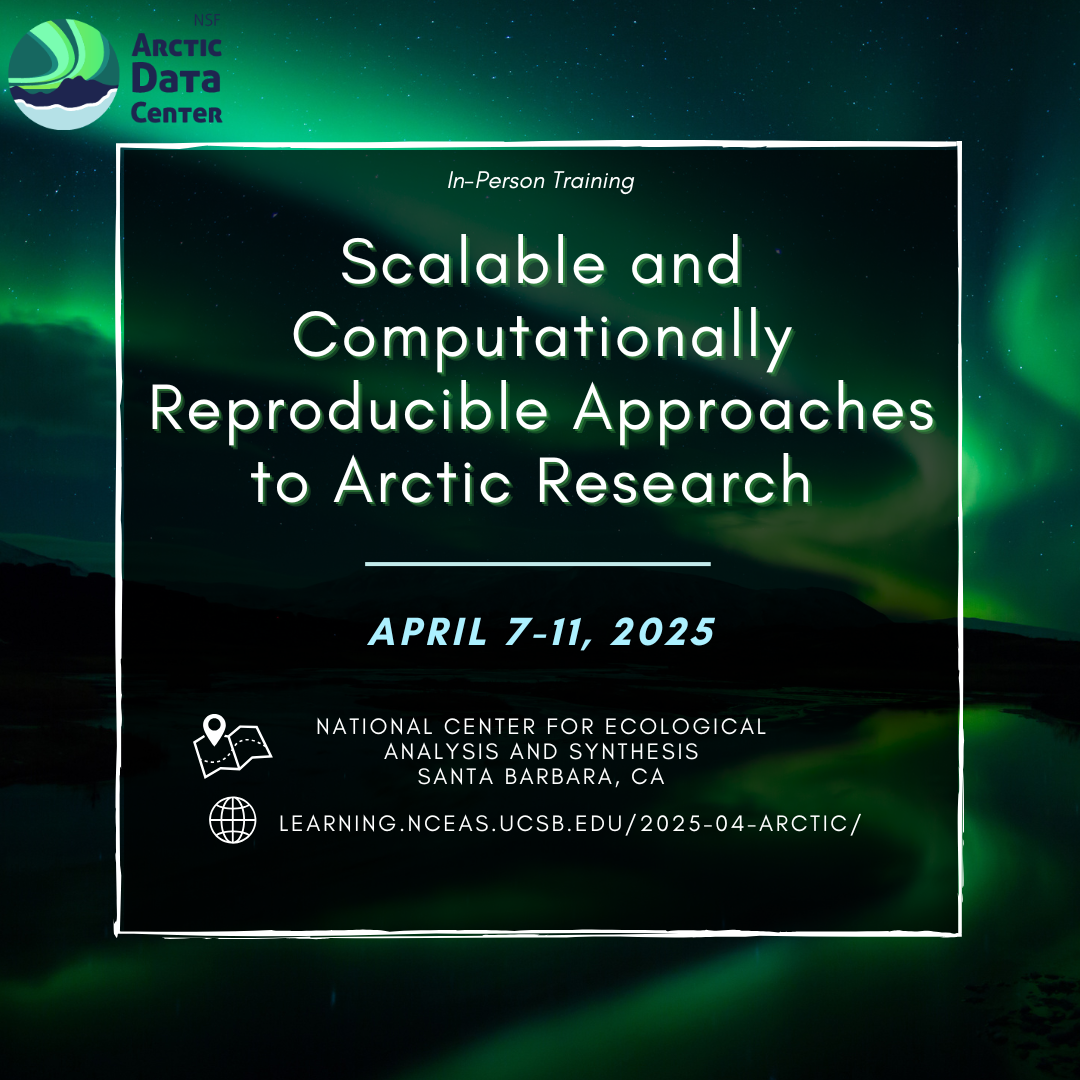 NSF
Arctic
Data
Center
In-Person Training
Scalable and
Computationally
Reproducible Approaches
to Arctic Research
APRIL 7-11, 2025
NATIONAL CENTER FOR ECOLOGICAL
ANALYSIS AND SYNTHESIS
SANTA BARBARA, CA
LEARNING.NCEAS.UCSB.EDU/2025-04-ARCTIC/